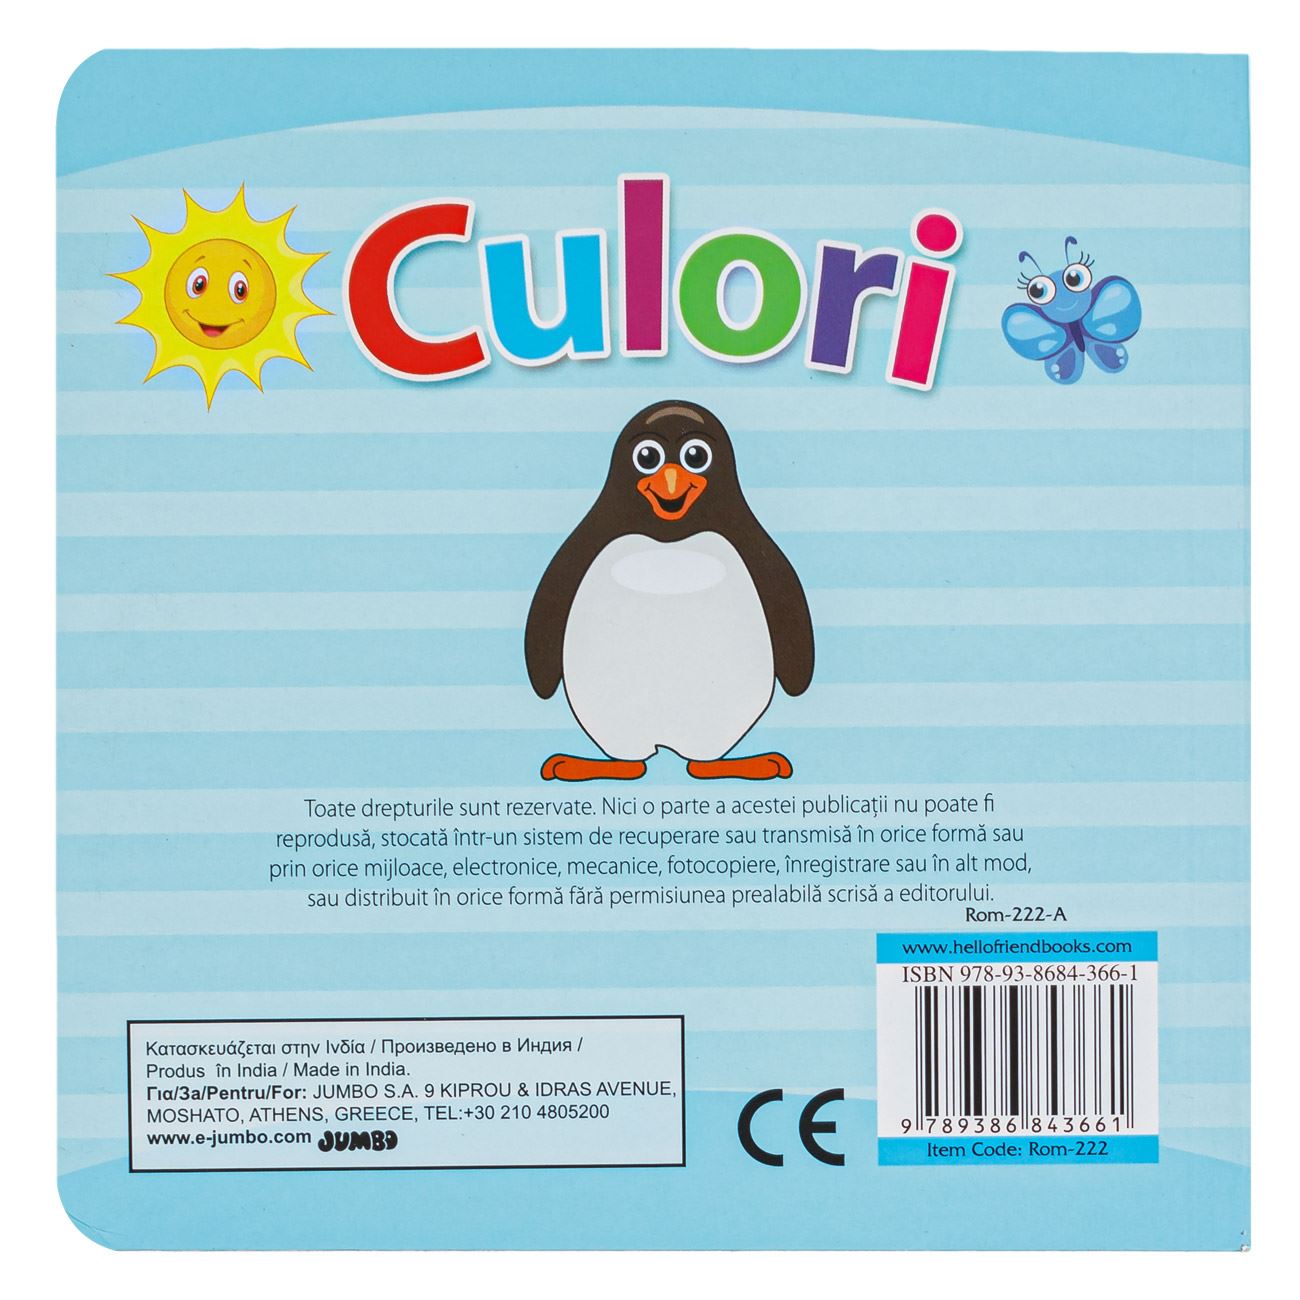 Culori
Toate drepturile sunt rezervate. Nici o parte a acestei publicații nu poate fi
reprodusă, stocată într-un sistem de recuperare sau transmisă în orice formă sau
prin orice mijloace, electronice, mecanice, fotocopiere, înregistrare sau în alt mod,
sau distribuit în orice formă fără permisiunea prealabilă scrisă a editorului.
Rom-222-A
www.hellofriendbooks.com
ISBN 978-93-8684-366-1
9 789386 843661
Item Code: Rom-222
Κατασκευάζεται στην Ινδία / Произведено в Индия /
Produs în India / Made in India.
Για/За/Pentru/For: JUMBO S.A. 9 KIPROU & IDRAS AVENUE,
MOSHATO, ATHENS, GREECE, TEL:+30 210 4805200
www.e-jumbo.com JUMBO
CE